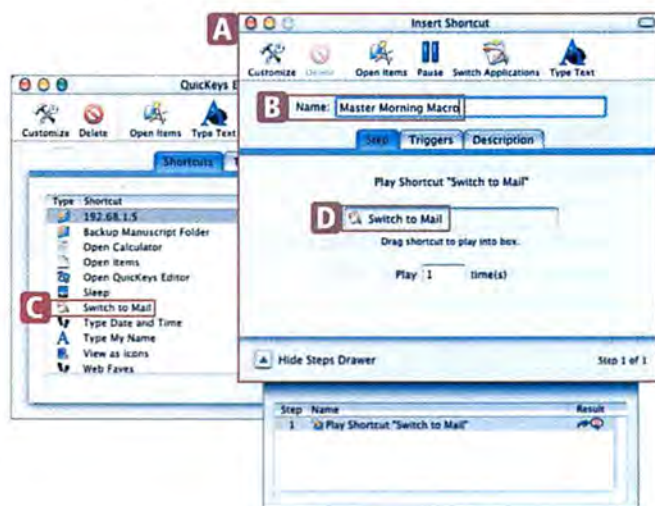 A
Insert Shortcut
Customize Delete Open Items Pause Switch Applications Type Text
B
Name: Master Morning Macro
Step Triggers Description
Play Shortcut "Switch to Mail"
D
Switch to Mail
Drag shortcut to play into box.
Play 1 time(s)
Hide Steps Drawer
Step 1 of 1
QuicKeys E
Customize Delete Open Items Type Text
Shortcuts T
Type Shortcut
192.68.1.5
Backup Manuscript Folder
Open Calculator
Open Items
Open QuicKeys Editor
Sleep
C
Switch to Mail
Type Date and Time
Type My Name
View as icons
Web Faves
Step Name Result
1 Play Shortcut "Switch to Mail"